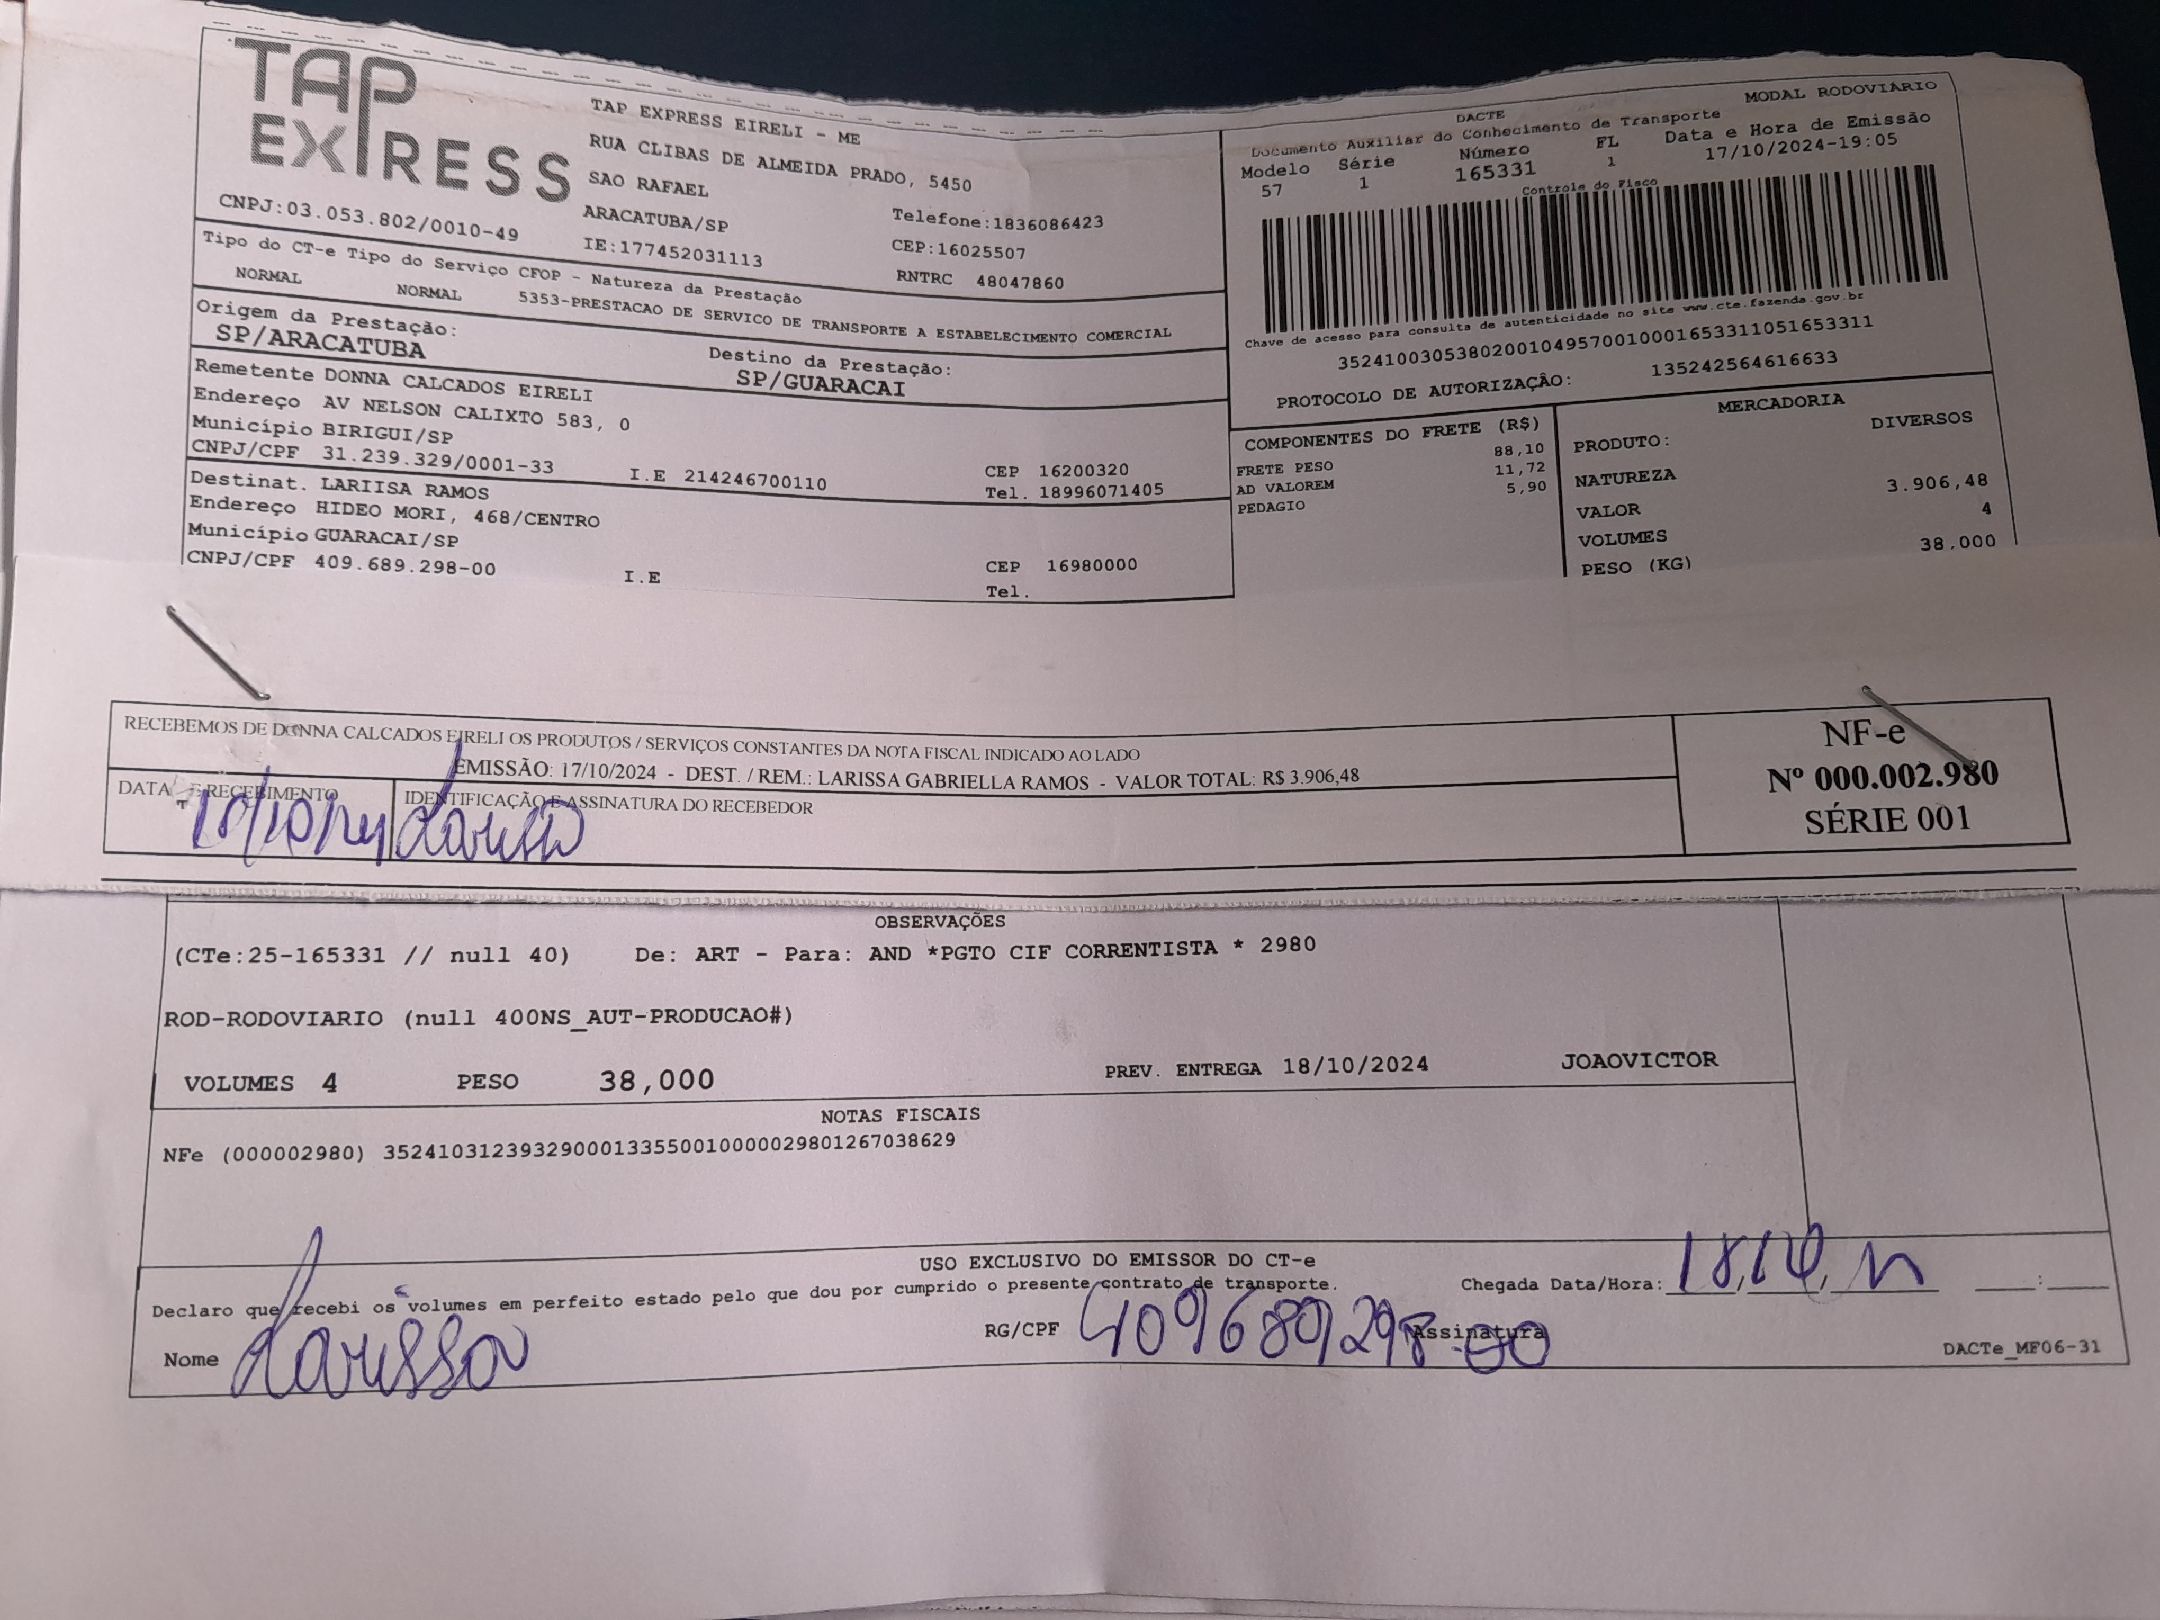 TAP
EXPRESS
TAP EXPRESS EIRELI - ME
RUA CLIBAS DE ALMEIDA PRADO, 5450
SAO RAFAEL
ARACATUBA/SP
Telefone:1836086423
CNPJ:03.053.802/0010-49
IE:177452031113
CEP:16025507
RNTRC 48047860
Tipo do CT-e Tipo do Serviço CFOP - Natureza da Prestação
NORMAL NORMAL 5353-PRESTACAO DE SERVICO DE TRANSPORTE A ESTABELECIMENTO COMERCIAL
Origem da Prestação:
SP/ARACATUBA
Destino da Prestação:
SP/GUARACAI
Remetente DONNA CALCADOS EIRELI
Endereço AV NELSON CALIXTO 583, 0
Município BIRIGUI/SP
CEP 16200320
CNPJ/CPF 31.239.329/0001-33 I.E 214246700110 Tel. 18996071405
Destinat. LARIISA RAMOS
Endereço HIDEO MORI, 468/CENTRO
Município GUARACAI/SP
CEP 16980000
CNPJ/CPF 409.689.298-00 I.E Tel.
DACTE
MODAL RODOVIÁRIO
Documento Auxiliar do Conhecimento de Transporte
Modelo Série Número FL Data e Hora de Emissão
57 1 165331 1 17/10/2024-19:05
Controle do Fisco
Chave de acesso para consulta de autenticidade no site www.cte.fazenda.gov.br
35241003053802001049570010001653311051653311
PROTOCOLO DE AUTORIZAÇÃO: 135242564616633
COMPONENTES DO FRETE (R$)
FRETE PESO 88,10
AD VALOREM 11,72
PEDAGIO 5,90
MERCADORIA
PRODUTO: DIVERSOS
NATUREZA
VALOR 3.906,48
VOLUMES 4
PESO (KG) 38,000
RECEBEMOS DE DONNA CALCADOS EIRELI OS PRODUTOS / SERVIÇOS CONSTANTES DA NOTA FISCAL INDICADO AO LADO
EMISSÃO: 17/10/2024 - DEST. / REM.: LARISSA GABRIELLA RAMOS - VALOR TOTAL: R$ 3.906,48
DATA DE RECEBIMENTO
IDENTIFICAÇÃO E ASSINATURA DO RECEBEDOR
Larissa
NF-e
Nº 000.002.980
SÉRIE 001
OBSERVAÇÕES
(CTe:25-165331 // null 40) De: ART - Para: AND *PGTO CIF CORRENTISTA * 2980
ROD-RODOVIARIO (null 400NS_AUT-PRODUCAO#)
VOLUMES 4 PESO 38,000 PREV. ENTREGA 18/10/2024 JOAOVICTOR
NOTAS FISCAIS
NFe (000002980) 35241031239329000133550010000029801267038629
USO EXCLUSIVO DO EMISSOR DO CT-e
Declaro que recebi os volumes em perfeito estado pelo que dou por cumprido o presente contrato de transporte.
Chegada Data/Hora:
Nome Larissa
RG/CPF 409689298-00
Assinatura
DACTe_MF06-31